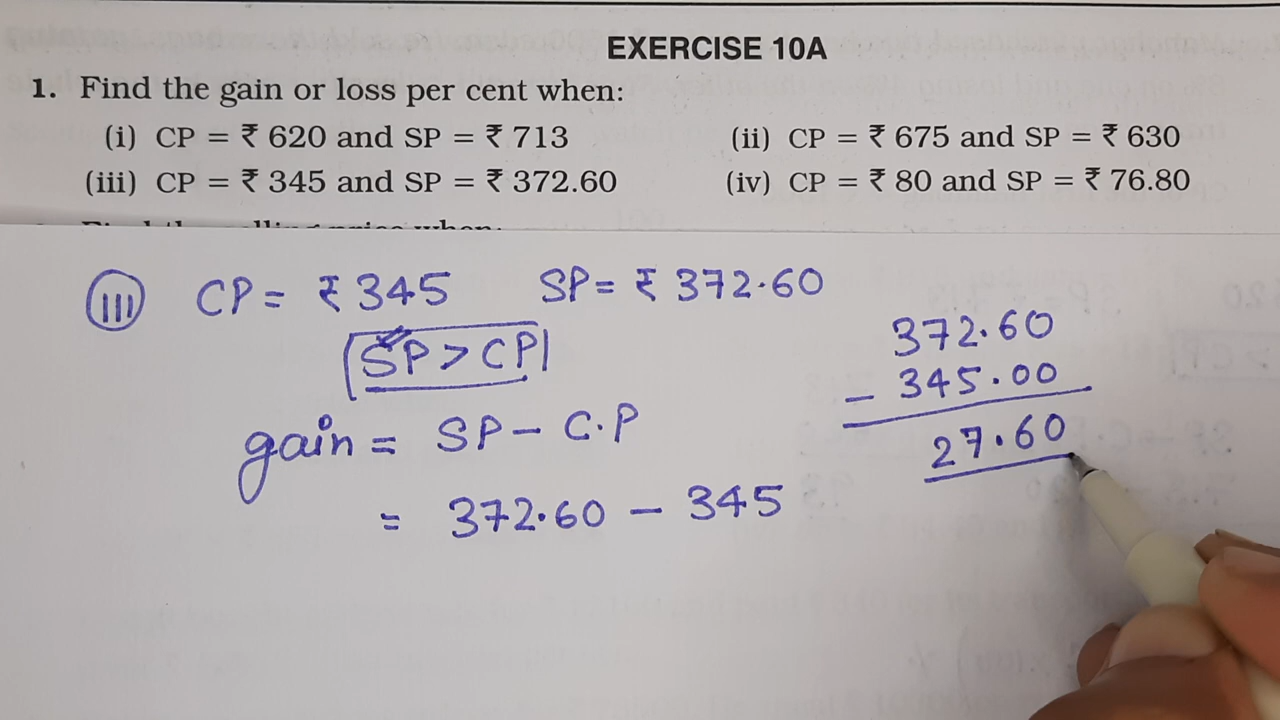 EXERCISE 10A
1. Find the gain or loss per cent when:
(i) CP = ₹ 620 and SP = ₹ 713 (ii) CP = ₹ 675 and SP = ₹ 630
(iii) CP = ₹ 345 and SP = ₹ 372.60 (iv) CP = ₹ 80 and SP = ₹ 76.80
(III) CP = ₹ 345 SP = ₹ 372.60
SP > CP
gain = SP - C.P
= 372.60 - 345
372.60
- 345.00
27.60